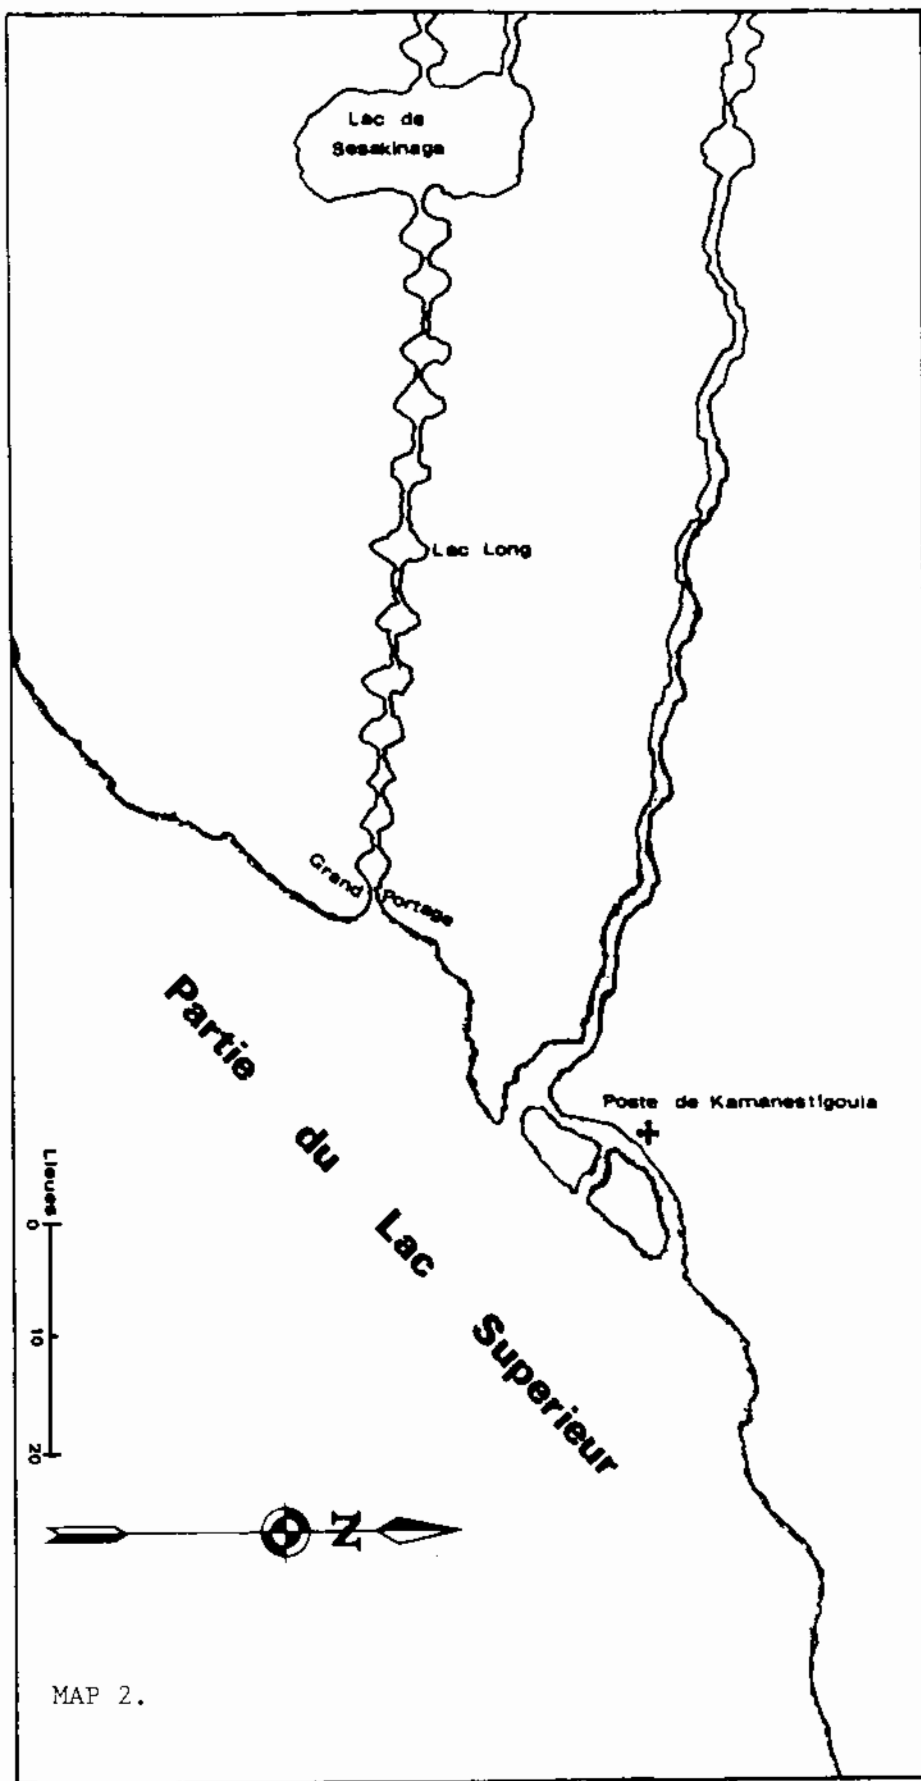 Lac de
Sesakinaga
Lac Long
Grand Portage
Partie du Lac Superieur
Poste de Kamanestigouia
Lieues
0
10
20
N
MAP 2.